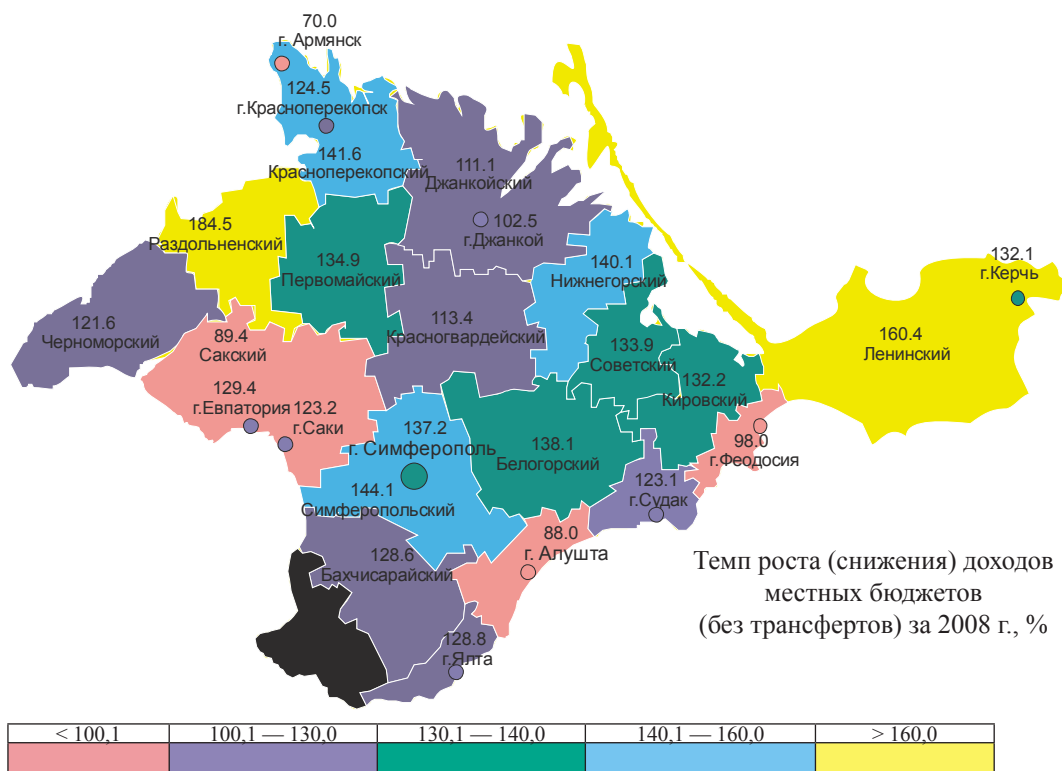 70.0
г. Армянск
124.5
г.Красноперекопск
141.6
Красноперекопский
111.1
Джанкойский
102.5
г.Джанкой
184.5
Раздольненский
134.9
Первомайский
140.1
Нижнегорский
132.1
г.Керчь
121.6
Черноморский
89.4
Сакский
113.4
Красногвардейский
133.9
Советский
160.4
Ленинский
132.2
Кировский
129.4
г.Евпатория
123.2
г.Саки
137.2
г. Симферополь
138.1
Белогорский
98.0
г.Феодосия
144.1
Симферопольский
123.1
г.Судак
88.0
г. Алушта
128.6
Бахчисарайский
128.8
г.Ялта
Темп роста (снижения) доходов
местных бюджетов
(без трансфертов) за 2008 г., %
< 100,1 100,1 — 130,0 130,1 — 140,0 140,1 — 160,0 > 160,0